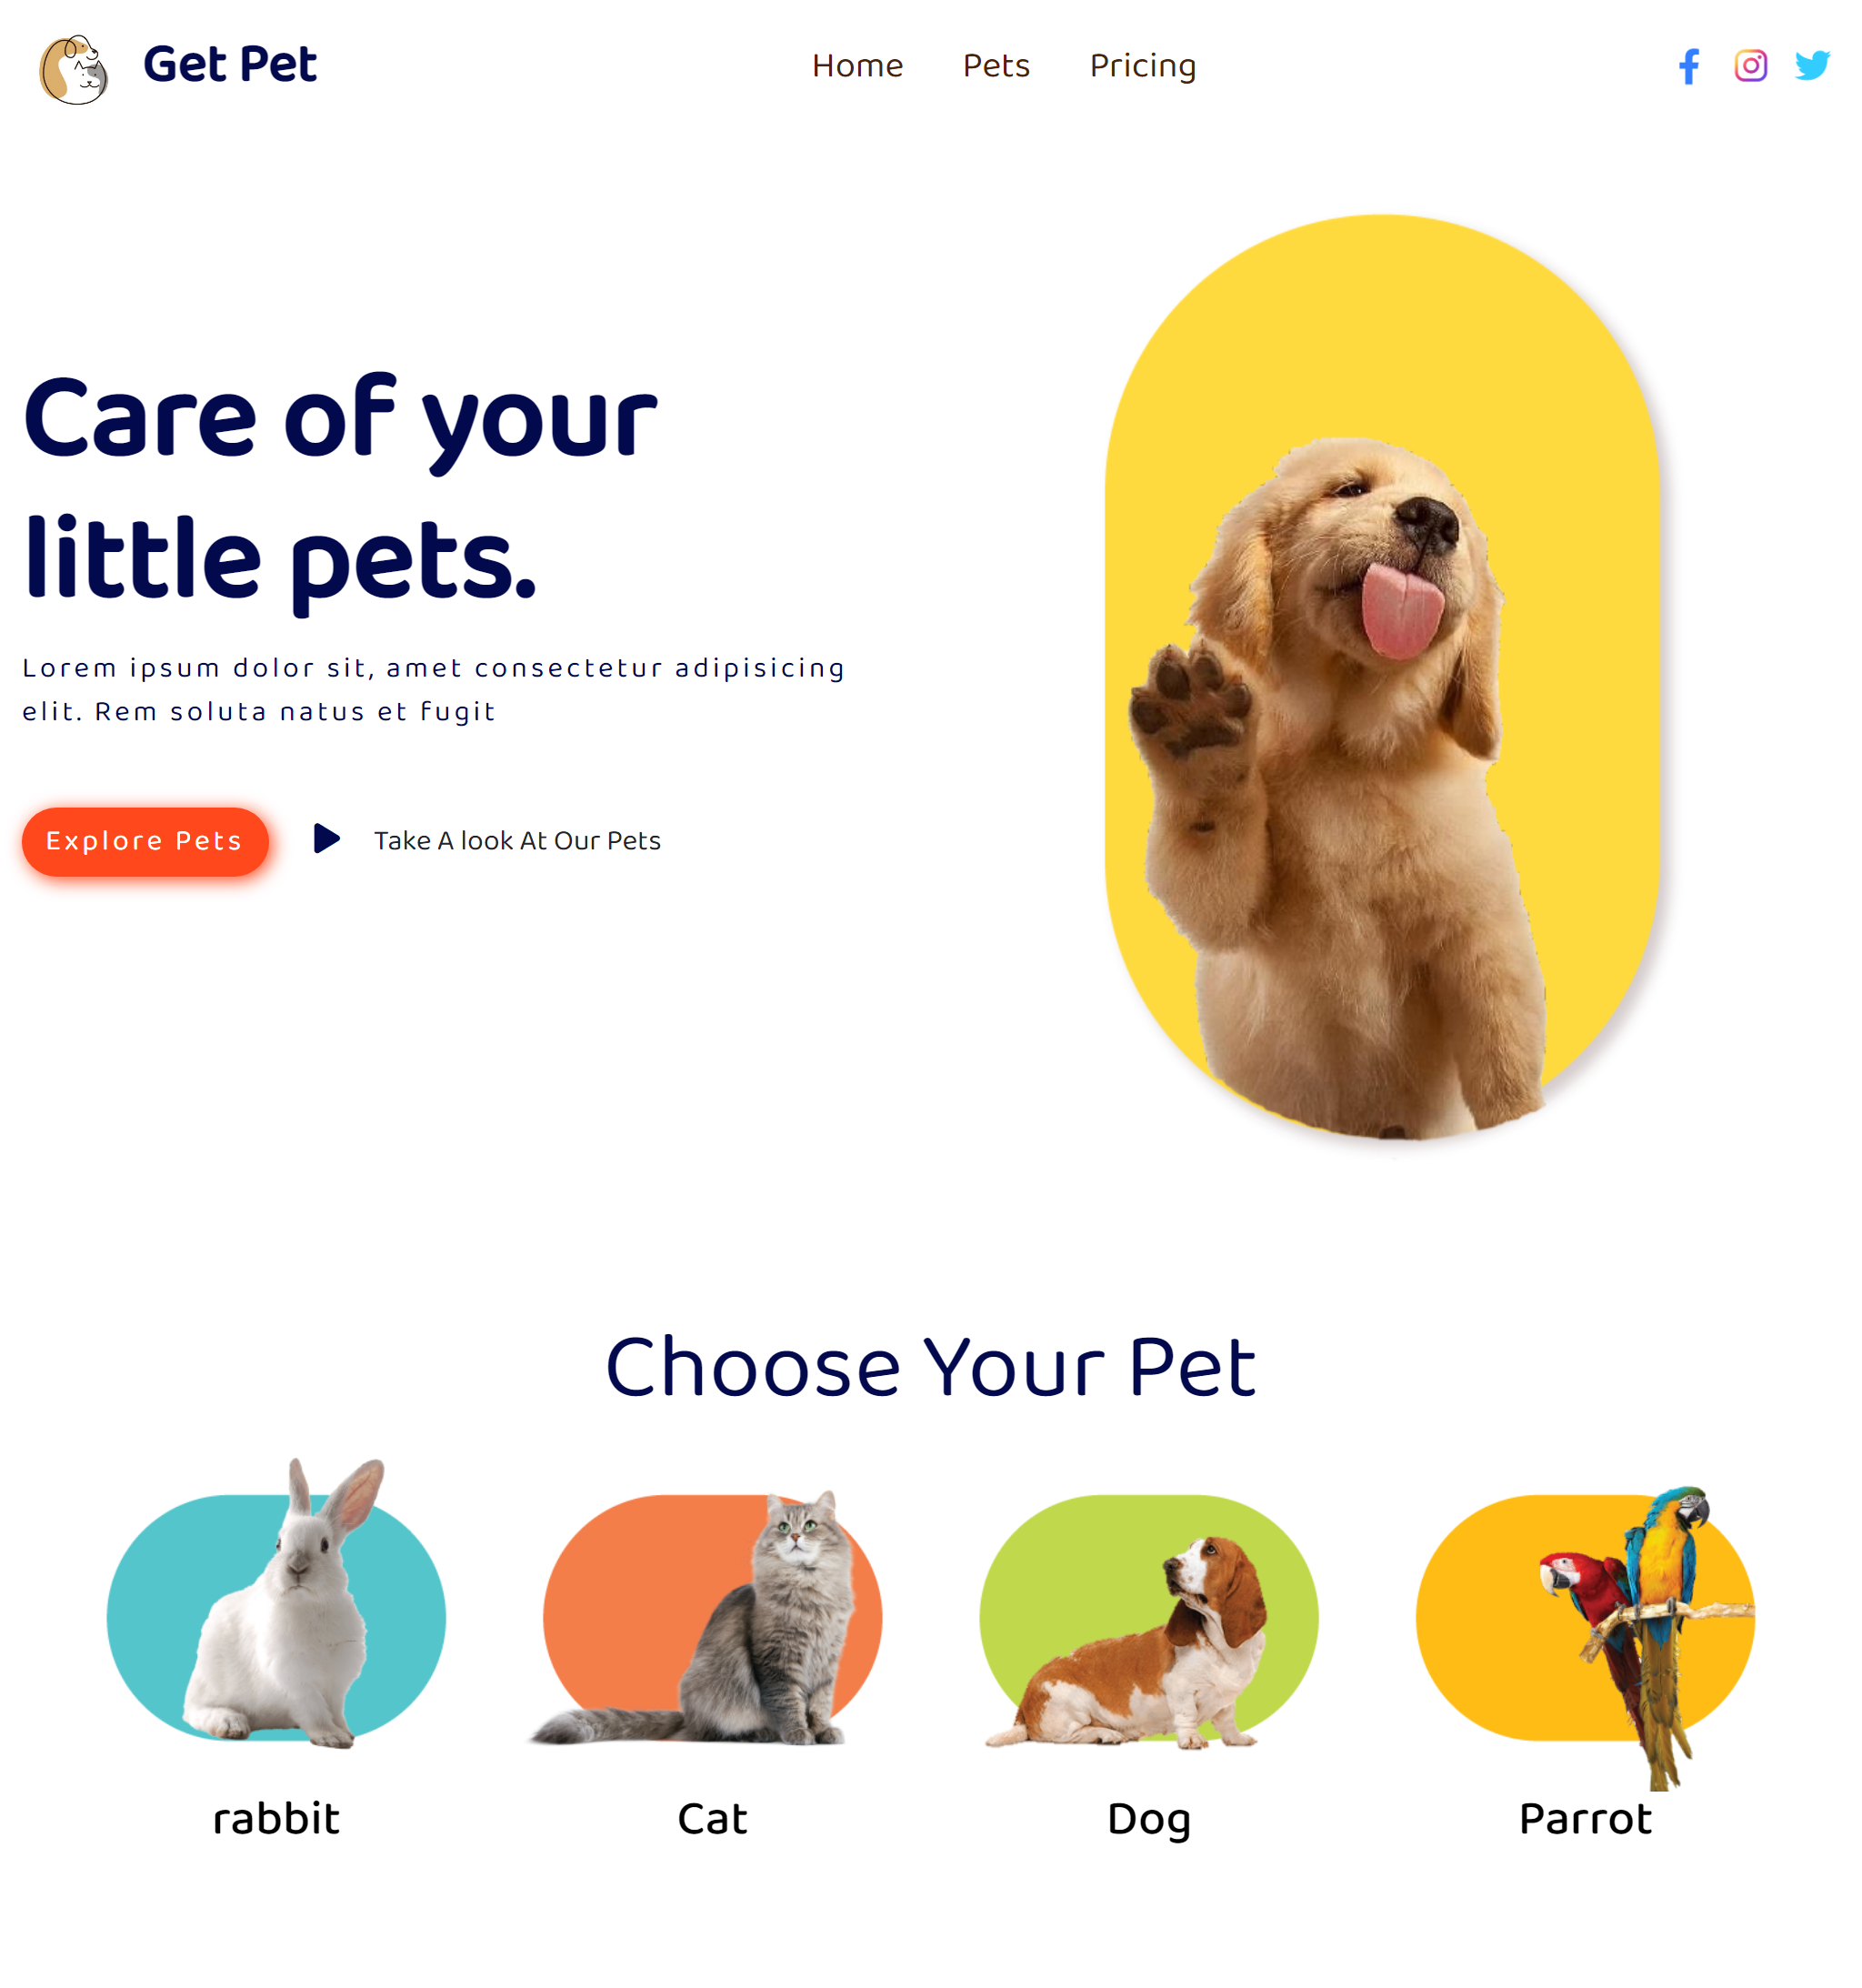 Get Pet
Home
Pets
Pricing
Care of your
little pets.
Lorem ipsum dolor sit, amet consectetur adipisicing
elit. Rem soluta natus et fugit
Explore Pets
Take A look At Our Pets
Choose Your Pet
rabbit
Cat
Dog
Parrot